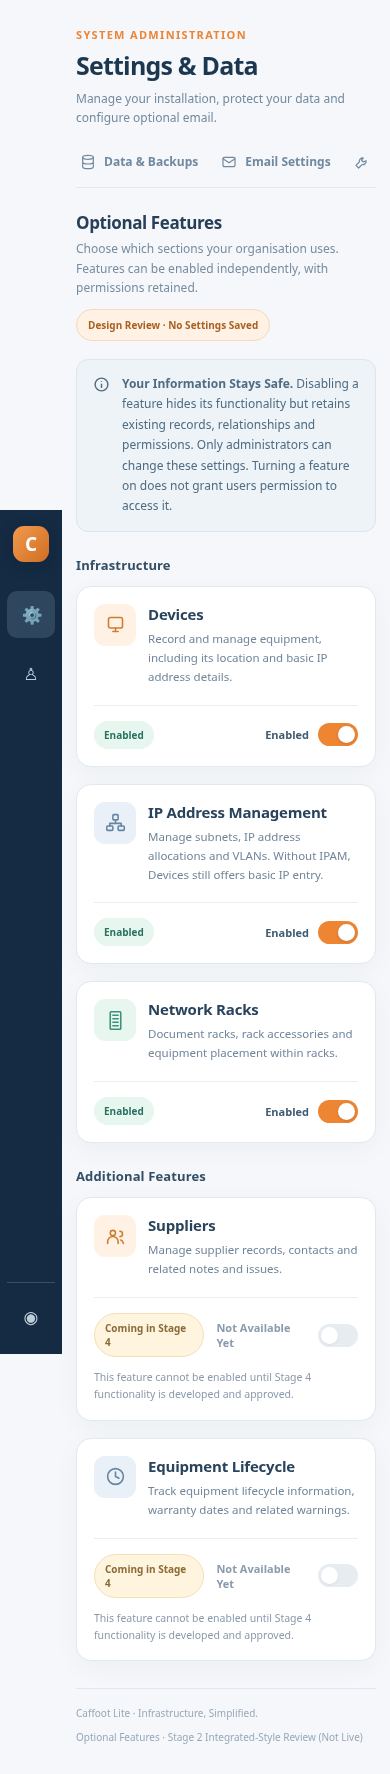 SYSTEM ADMINISTRATION
Settings & Data
Manage your installation, protect your data and
configure optional email.
Data & Backups
Email Settings
Optional Features
Choose which sections your organisation uses.
Features can be enabled independently, with
permissions retained.
Design Review · No Settings Saved
Your Information Stays Safe. Disabling a
feature hides its functionality but retains
existing records, relationships and
permissions. Only administrators can
change these settings. Turning a feature
on does not grant users permission to
access it.
C
Infrastructure
Devices
Record and manage equipment,
including its location and basic IP
address details.
Enabled
Enabled
IP Address Management
Manage subnets, IP address
allocations and VLANs. Without IPAM,
Devices still offers basic IP entry.
Enabled
Enabled
Network Racks
Document racks, rack accessories and
equipment placement within racks.
Enabled
Enabled
Additional Features
Suppliers
Manage supplier records, contacts and
related notes and issues.
Coming in Stage
4
Not Available
Yet
This feature cannot be enabled until Stage 4
functionality is developed and approved.
Equipment Lifecycle
Track equipment lifecycle information,
warranty dates and related warnings.
Coming in Stage
4
Not Available
Yet
This feature cannot be enabled until Stage 4
functionality is developed and approved.
Caffoot Lite · Infrastructure, Simplified.
Optional Features · Stage 2 Integrated-Style Review (Not Live)